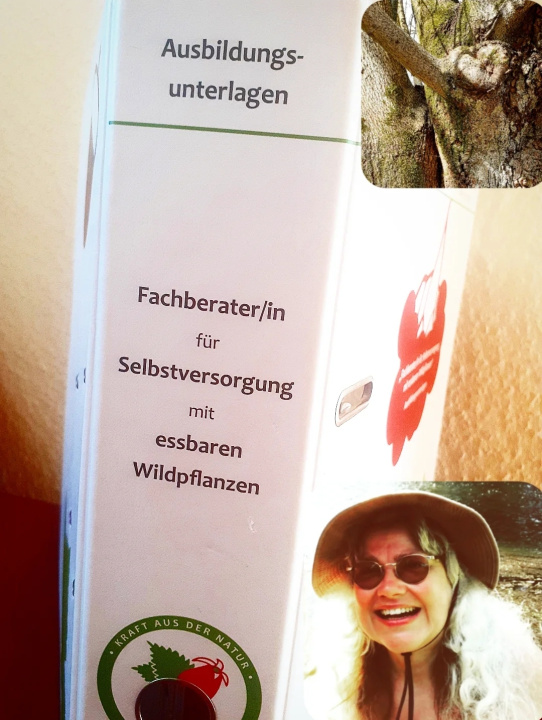 Ausbildungs-
unterlagen
Fachberater/in
für
Selbstversorgung
mit
essbaren
Wildpflanzen
• KRAFT AUS DER NATUR •